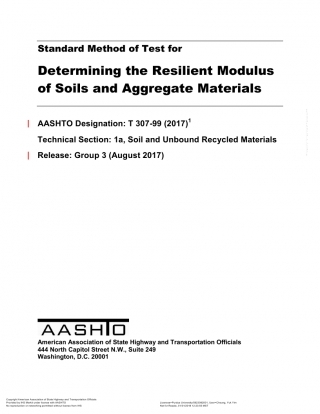 Standard Method of Test for
Determining the Resilient Modulus
of Soils and Aggregate Materials
AASHTO Designation: T 307-99 (2017)1
Technical Section: 1a, Soil and Unbound Recycled Materials
Release: Group 3 (August 2017)
AASHTO
American Association of State Highway and Transportation Officials
444 North Capitol Street N.W., Suite 249
Washington, D.C. 20001